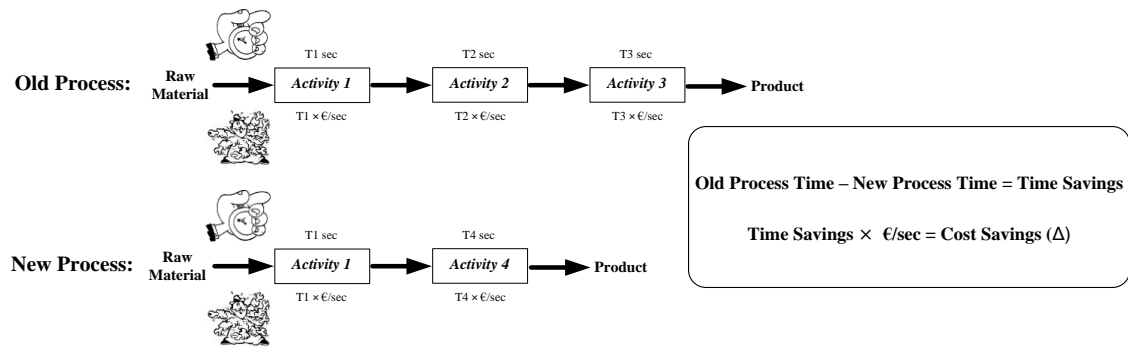 T1 sec
T2 sec
T3 sec
Old Process:
Raw
Material
Activity 1
Activity 2
Activity 3
Product
T1 × €/sec
T2 × €/sec
T3 × €/sec
Old Process Time – New Process Time = Time Savings
Time Savings × €/sec = Cost Savings (Δ)
T1 sec
T4 sec
New Process:
Raw
Material
Activity 1
Activity 4
Product
T1 × €/sec
T4 × €/sec